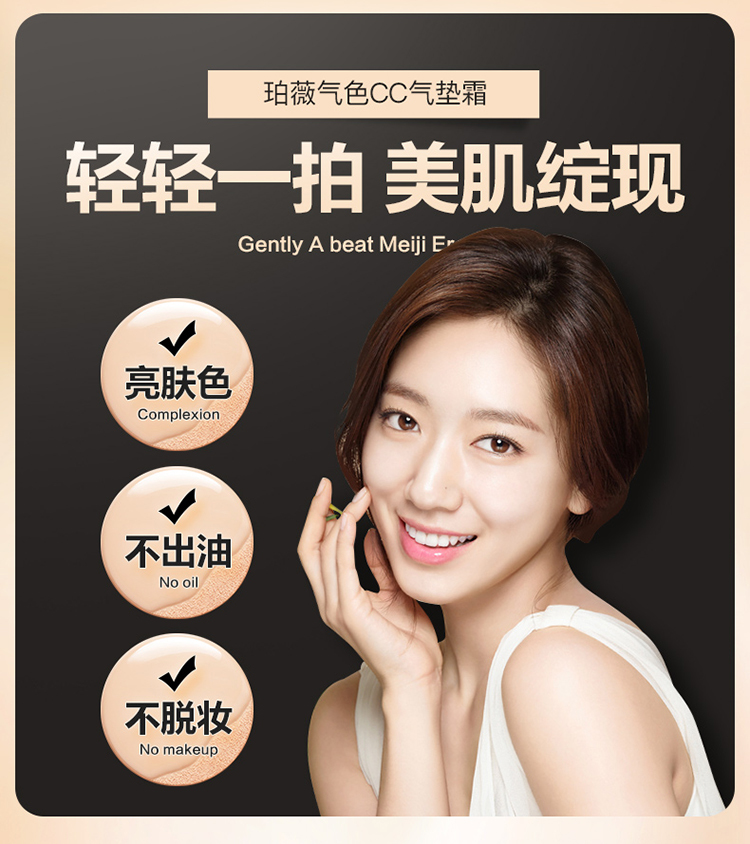 珀薇气色CC气垫霜
轻轻一拍 美肌绽现
Gently A beat Meiji
亮肤色
Complexion
不出油
No oil
不脱妆
No makeup